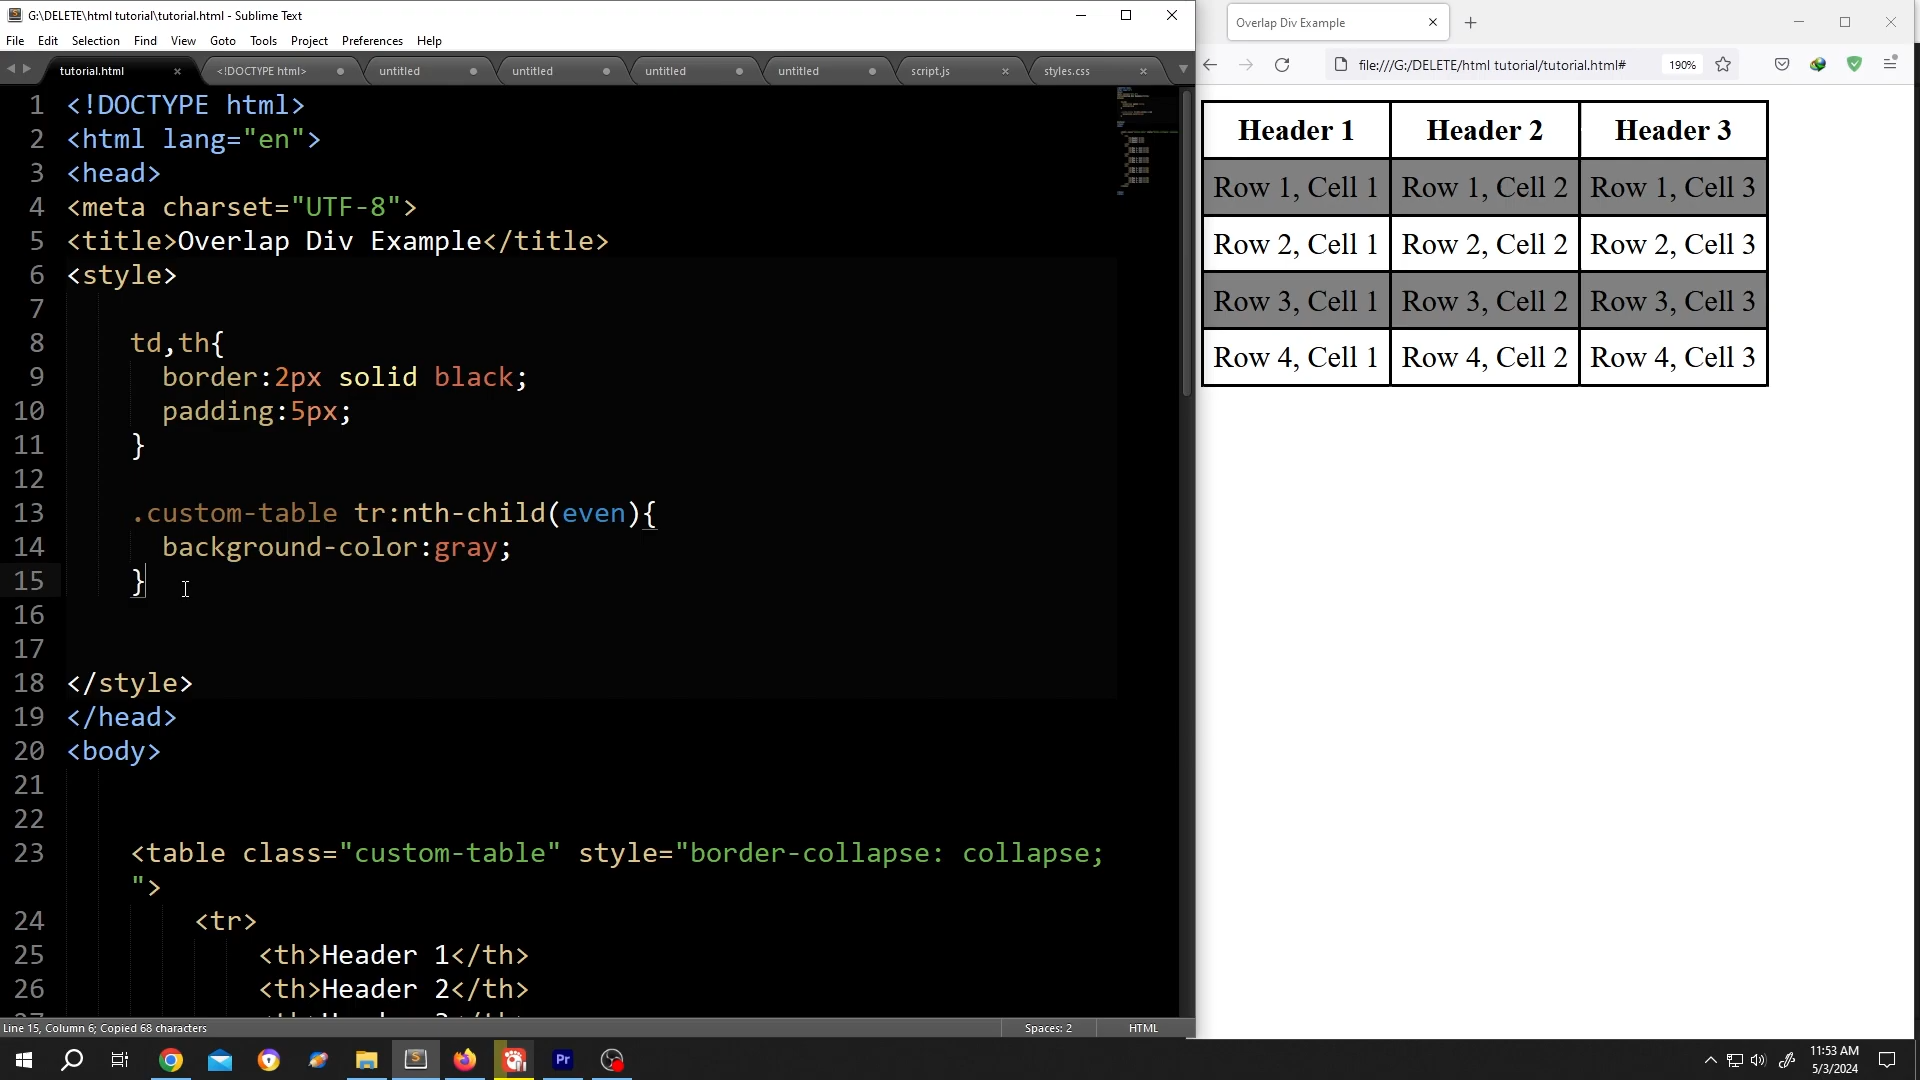 G:\DELETE\html tutorial\tutorial.html - Sublime Text
File Edit Selection Find View Goto Tools Project Preferences Help
tutorial.html <!DOCTYPE html> untitled untitled untitled untitled script.js styles.css
1 <!DOCTYPE html>
2 <html lang="en">
3 <head>
4 <meta charset="UTF-8">
5 <title>Overlap Div Example</title>
6 <style>
7
8 td,th{
9 border:2px solid black;
10 padding:5px;
11 }
12
13 .custom-table tr:nth-child(even){
14 background-color:gray;
15 }
16
17
18 </style>
19 </head>
20 <body>
21
22
23 <table class="custom-table" style="border-collapse: collapse;
">
24 <tr>
25 <th>Header 1</th>
26 <th>Header 2</th>
Line 15, Column 6; Copied 68 characters
Spaces: 2
HTML
Overlap Div Example
file:///G:/DELETE/html tutorial/tutorial.html#
190%
Header 1 Header 2 Header 3
Row 1, Cell 1 Row 1, Cell 2 Row 1, Cell 3
Row 2, Cell 1 Row 2, Cell 2 Row 2, Cell 3
Row 3, Cell 1 Row 3, Cell 2 Row 3, Cell 3
Row 4, Cell 1 Row 4, Cell 2 Row 4, Cell 3
Pr
11:53 AM
5/3/2024